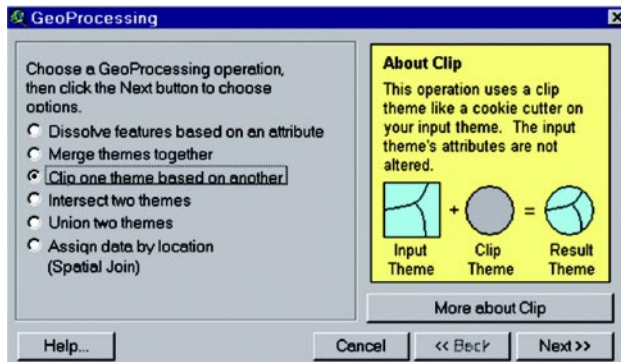 GeoProcessing
Choose a GeoProcessing operation,
then click the Next button to choose
options.
Dissolve features based on an attribute
Merge themes together
Clip one theme based on another
Intersect two themes
Union two themes
Assign data by location
(Spatial Join)
About Clip
This operation uses a clip
theme like a cookie cutter on
your input theme. The input
theme's attributes are not
altered.
+ =
Input Clip Result
Theme Theme Theme
More about Clip
Help... Cancel << Back Next >>